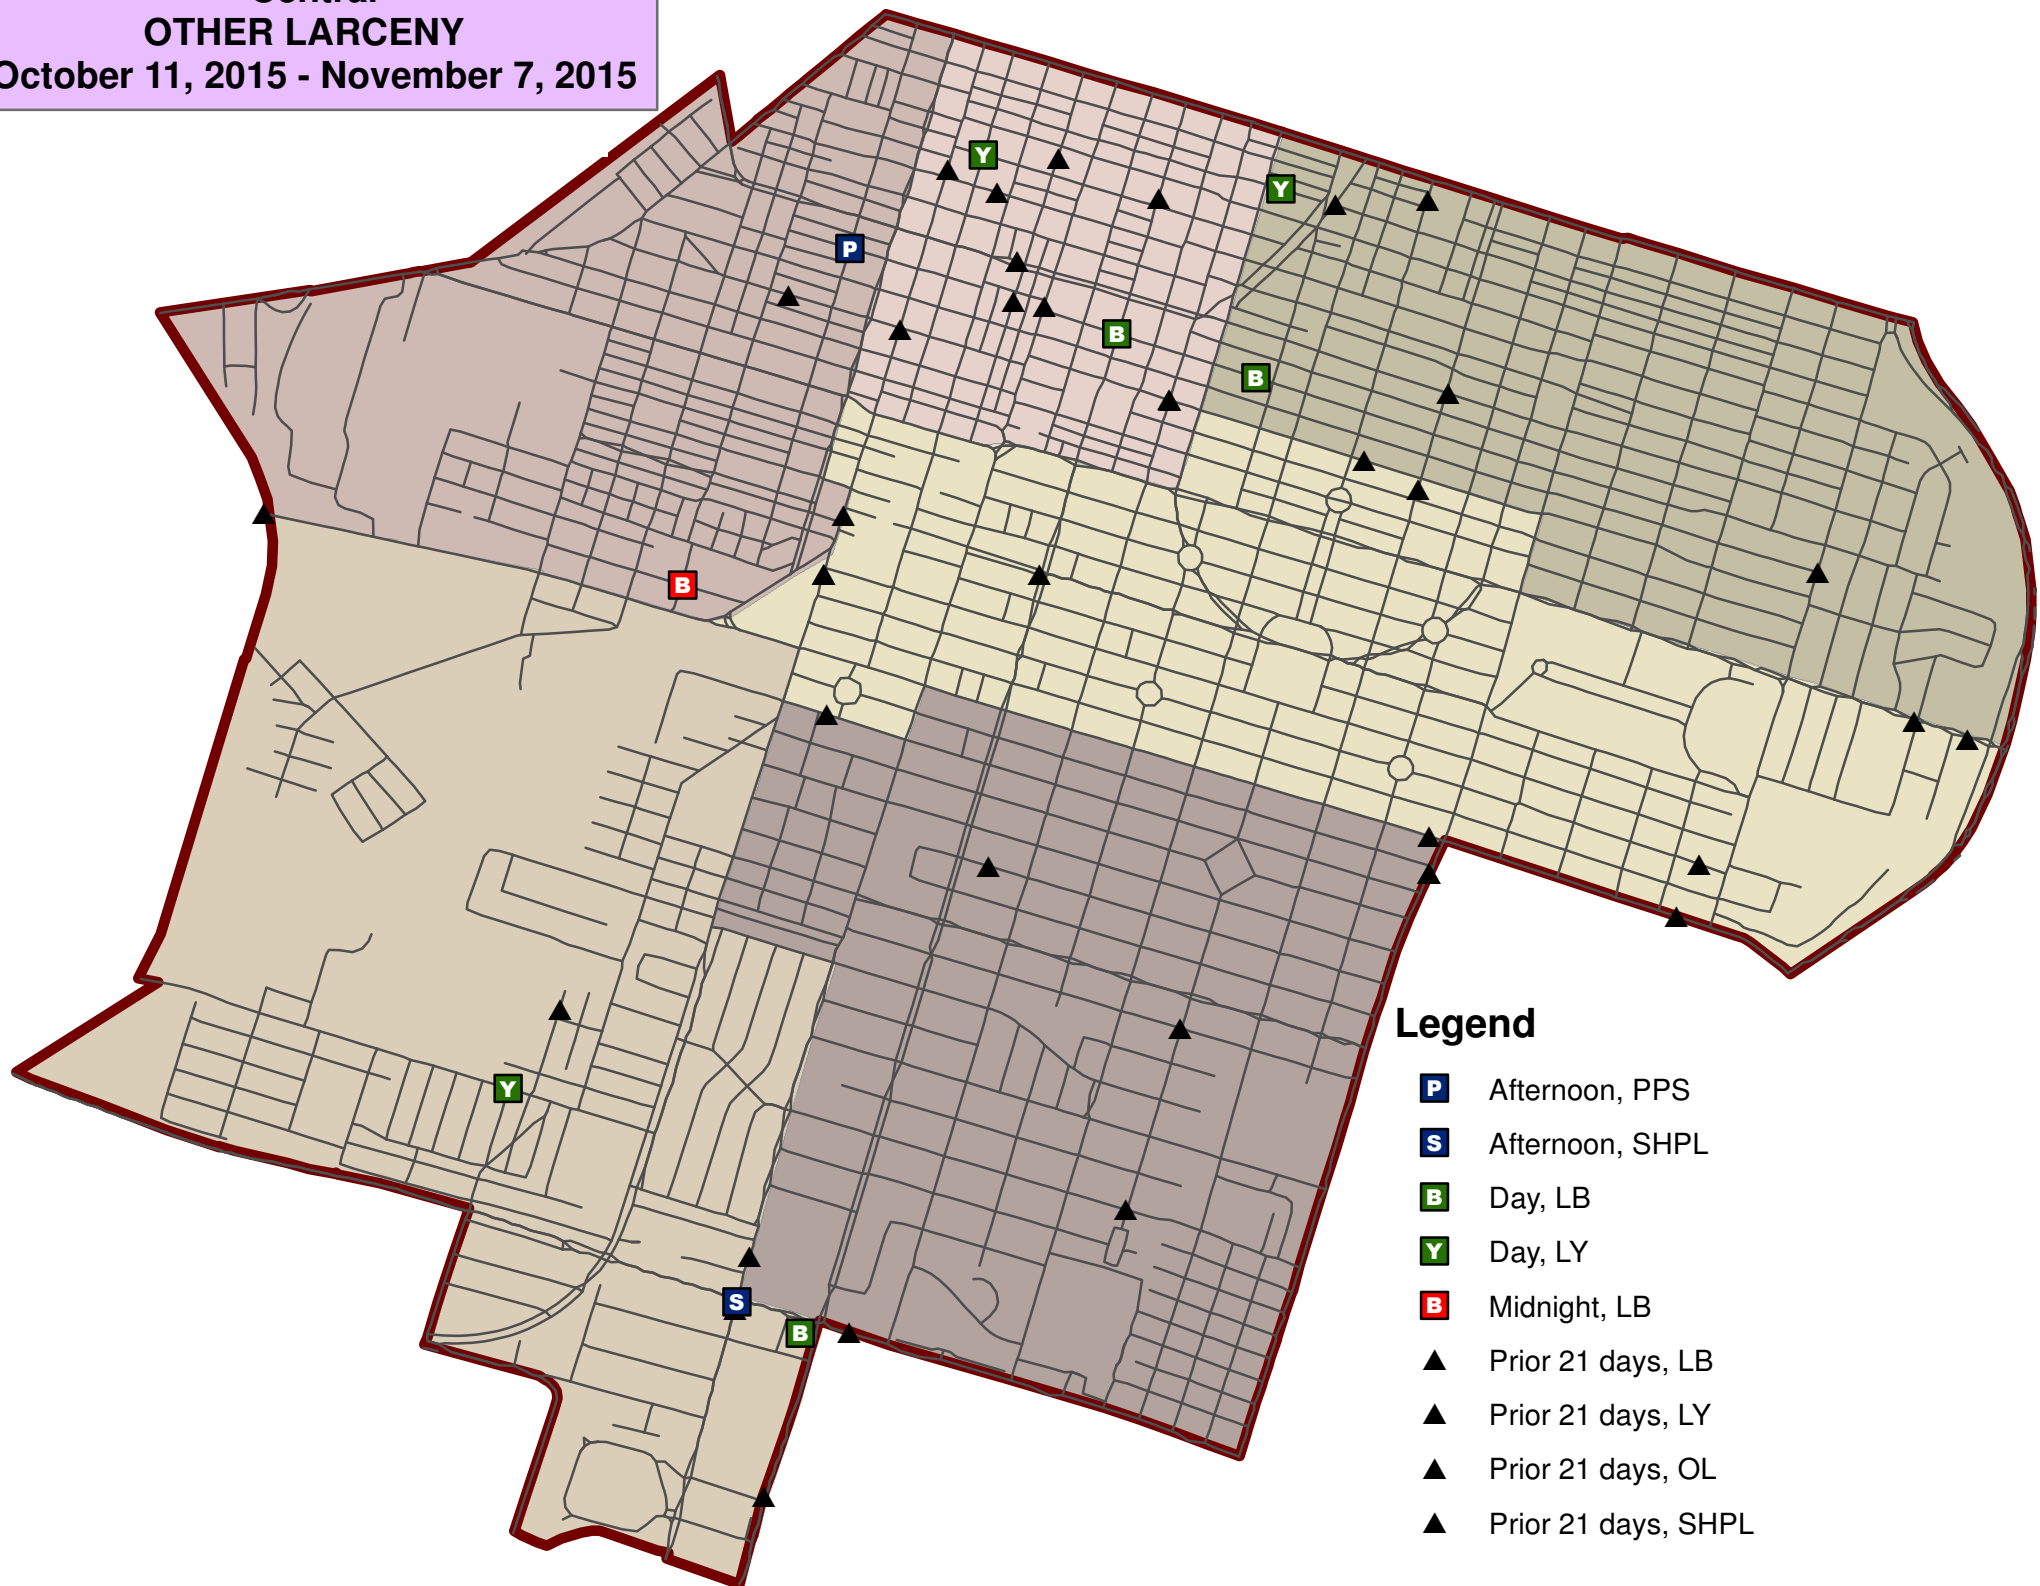 Central
OTHER LARCENY
October 11, 2015 - November 7, 2015
Y
Y
P
B
B
B
Y
S
B
Legend
P Afternoon, PPS
S Afternoon, SHPL
B Day, LB
Y Day, LY
B Midnight, LB
Prior 21 days, LB
Prior 21 days, LY
Prior 21 days, OL
Prior 21 days, SHPL